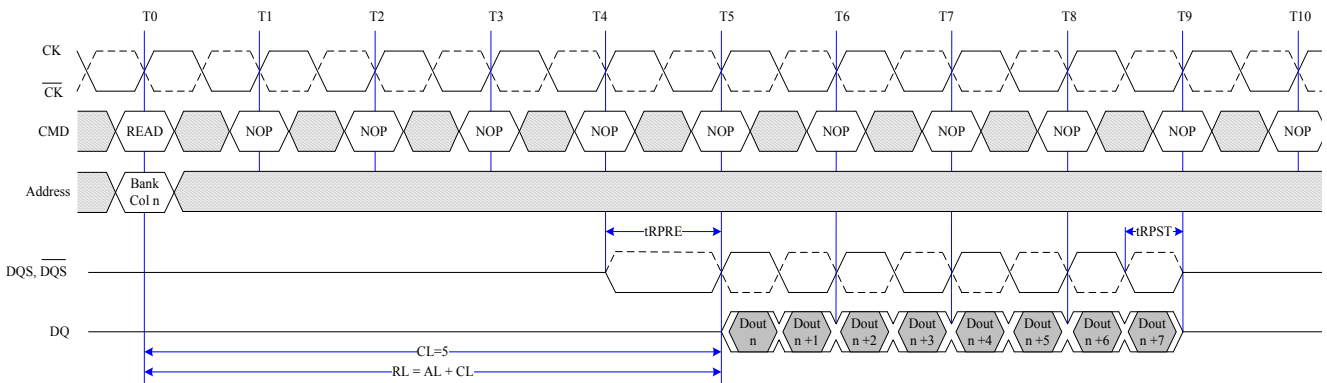 T0 T1 T2 T3 T4 T5 T6 T7 T8 T9 T10
CK
CK
CMD READ NOP NOP NOP NOP NOP NOP NOP NOP NOP NOP
Address Bank
Col n
tRPRE tRPST
DQS, DQS
DQ Dout Dout Dout Dout Dout Dout Dout Dout
n n +1 n +2 n +3 n +4 n +5 n +6 n +7
CL=5
RL = AL + CL